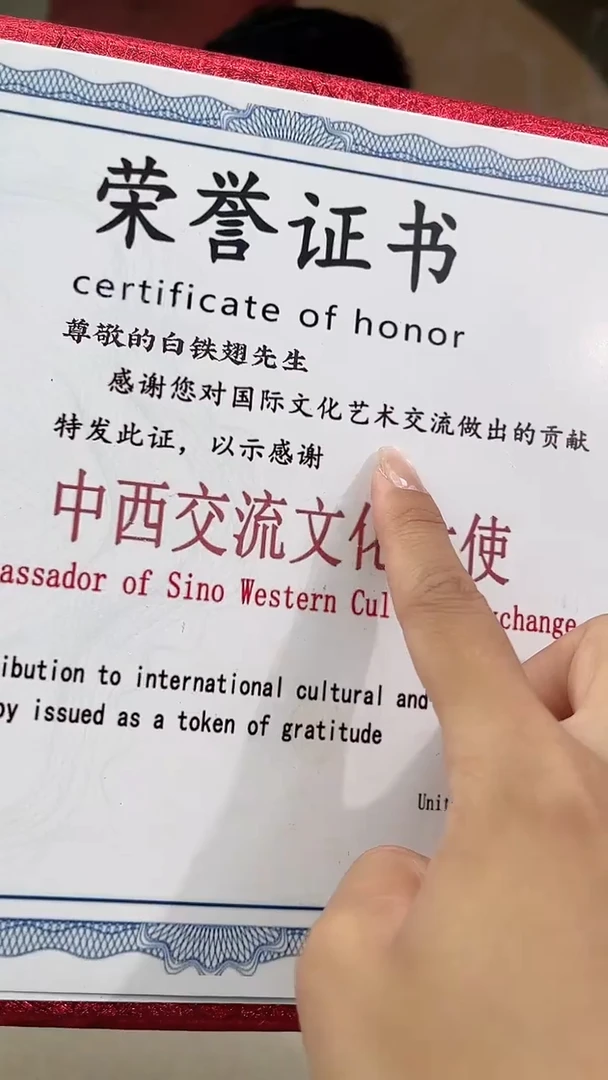 荣誉证书
certificate of honor
尊敬的白铁翅先生
感谢您对国际文化艺术交流做出的贡献
特发此证，以示感谢
中西交流文化 使
assador of Sino Western Cul change
ibution to international cultural and
by issued as a token of gratitude
Unit